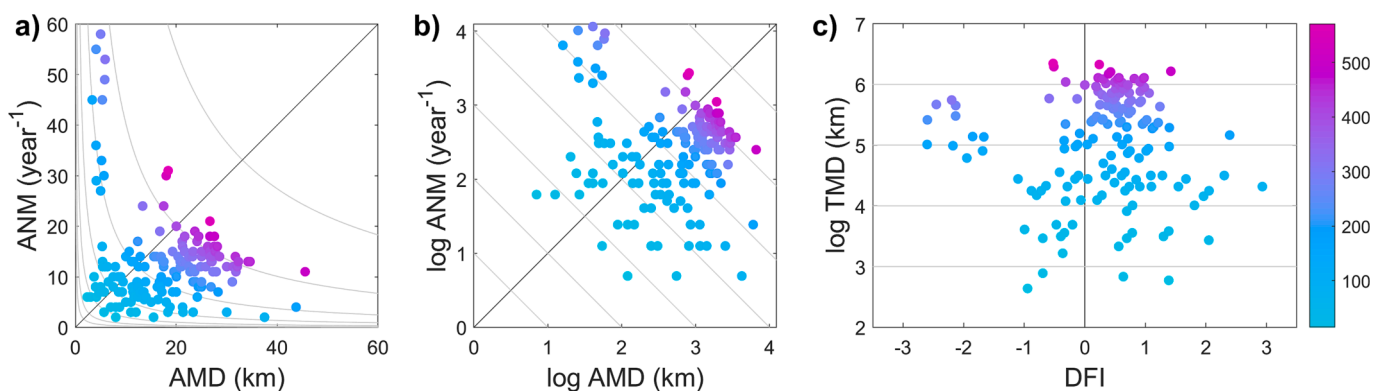 a)
60
50
40
30
20
10
0
ANM (year⁻¹)
0 20 40 60
AMD (km)
b)
4
3
2
1
0
log ANM (year⁻¹)
0 1 2 3 4
log AMD (km)
c)
7
6
5
4
3
2
log TMD (km)
-3 -2 -1 0 1 2 3
DFI
500
400
300
200
100